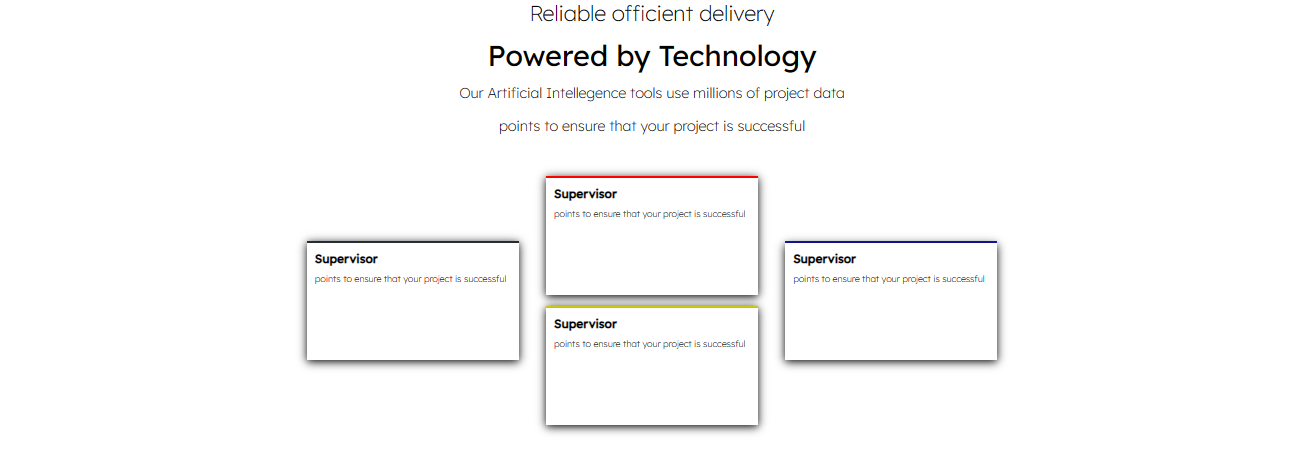 Reliable officient delivery
Powered by Technology
Our Artificial Intellegence tools use millions of project data
points to ensure that your project is successful
Supervisor
points to ensure that your project is successful
Supervisor
points to ensure that your project is successful
Supervisor
points to ensure that your project is successful
Supervisor
points to ensure that your project is successful